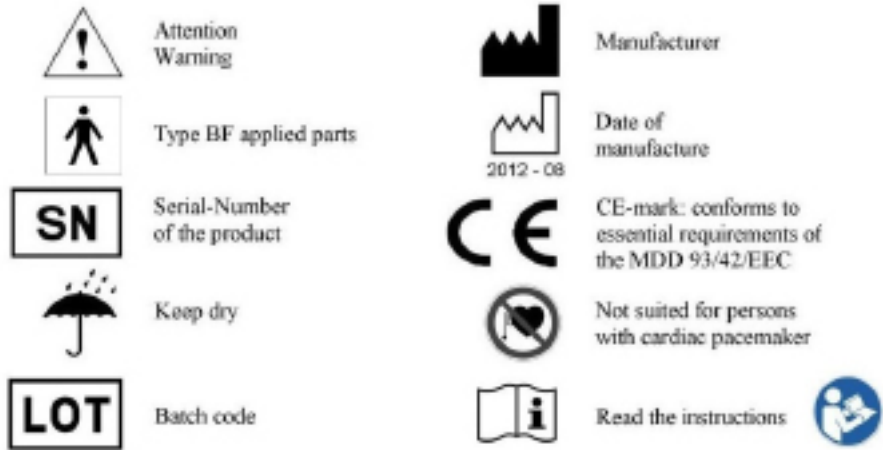 Attention
Warning
Type BF applied parts
SN
Serial-Number
of the product
Keep dry
LOT
Batch code
Manufacturer
2012 - 08
Date of
manufacture
CE
CE-mark: conforms to
essential requirements of
the MDD 93/42/EEC
Not suited for persons
with cardiac pacemaker
i
Read the instructions